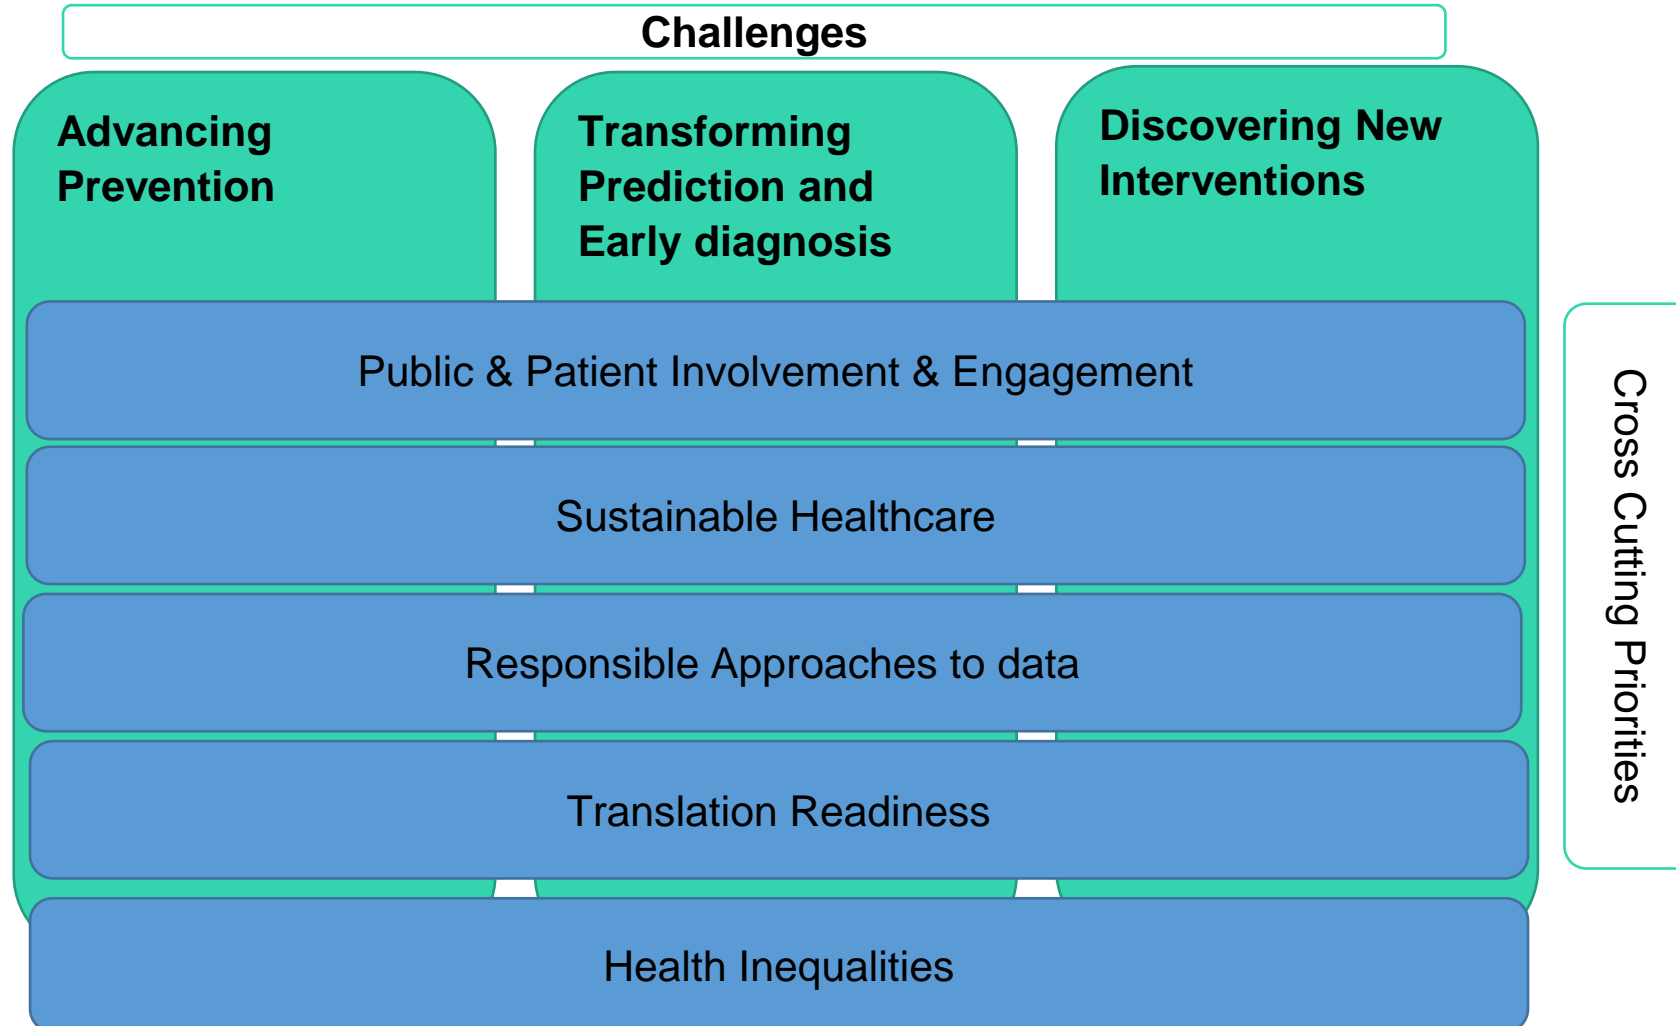 Challenges
Advancing
Prevention
Transforming
Prediction and
Early diagnosis
Discovering New
Interventions
Public & Patient Involvement & Engagement
Sustainable Healthcare
Responsible Approaches to data
Translation Readiness
Health Inequalities
Cross Cutting Priorities